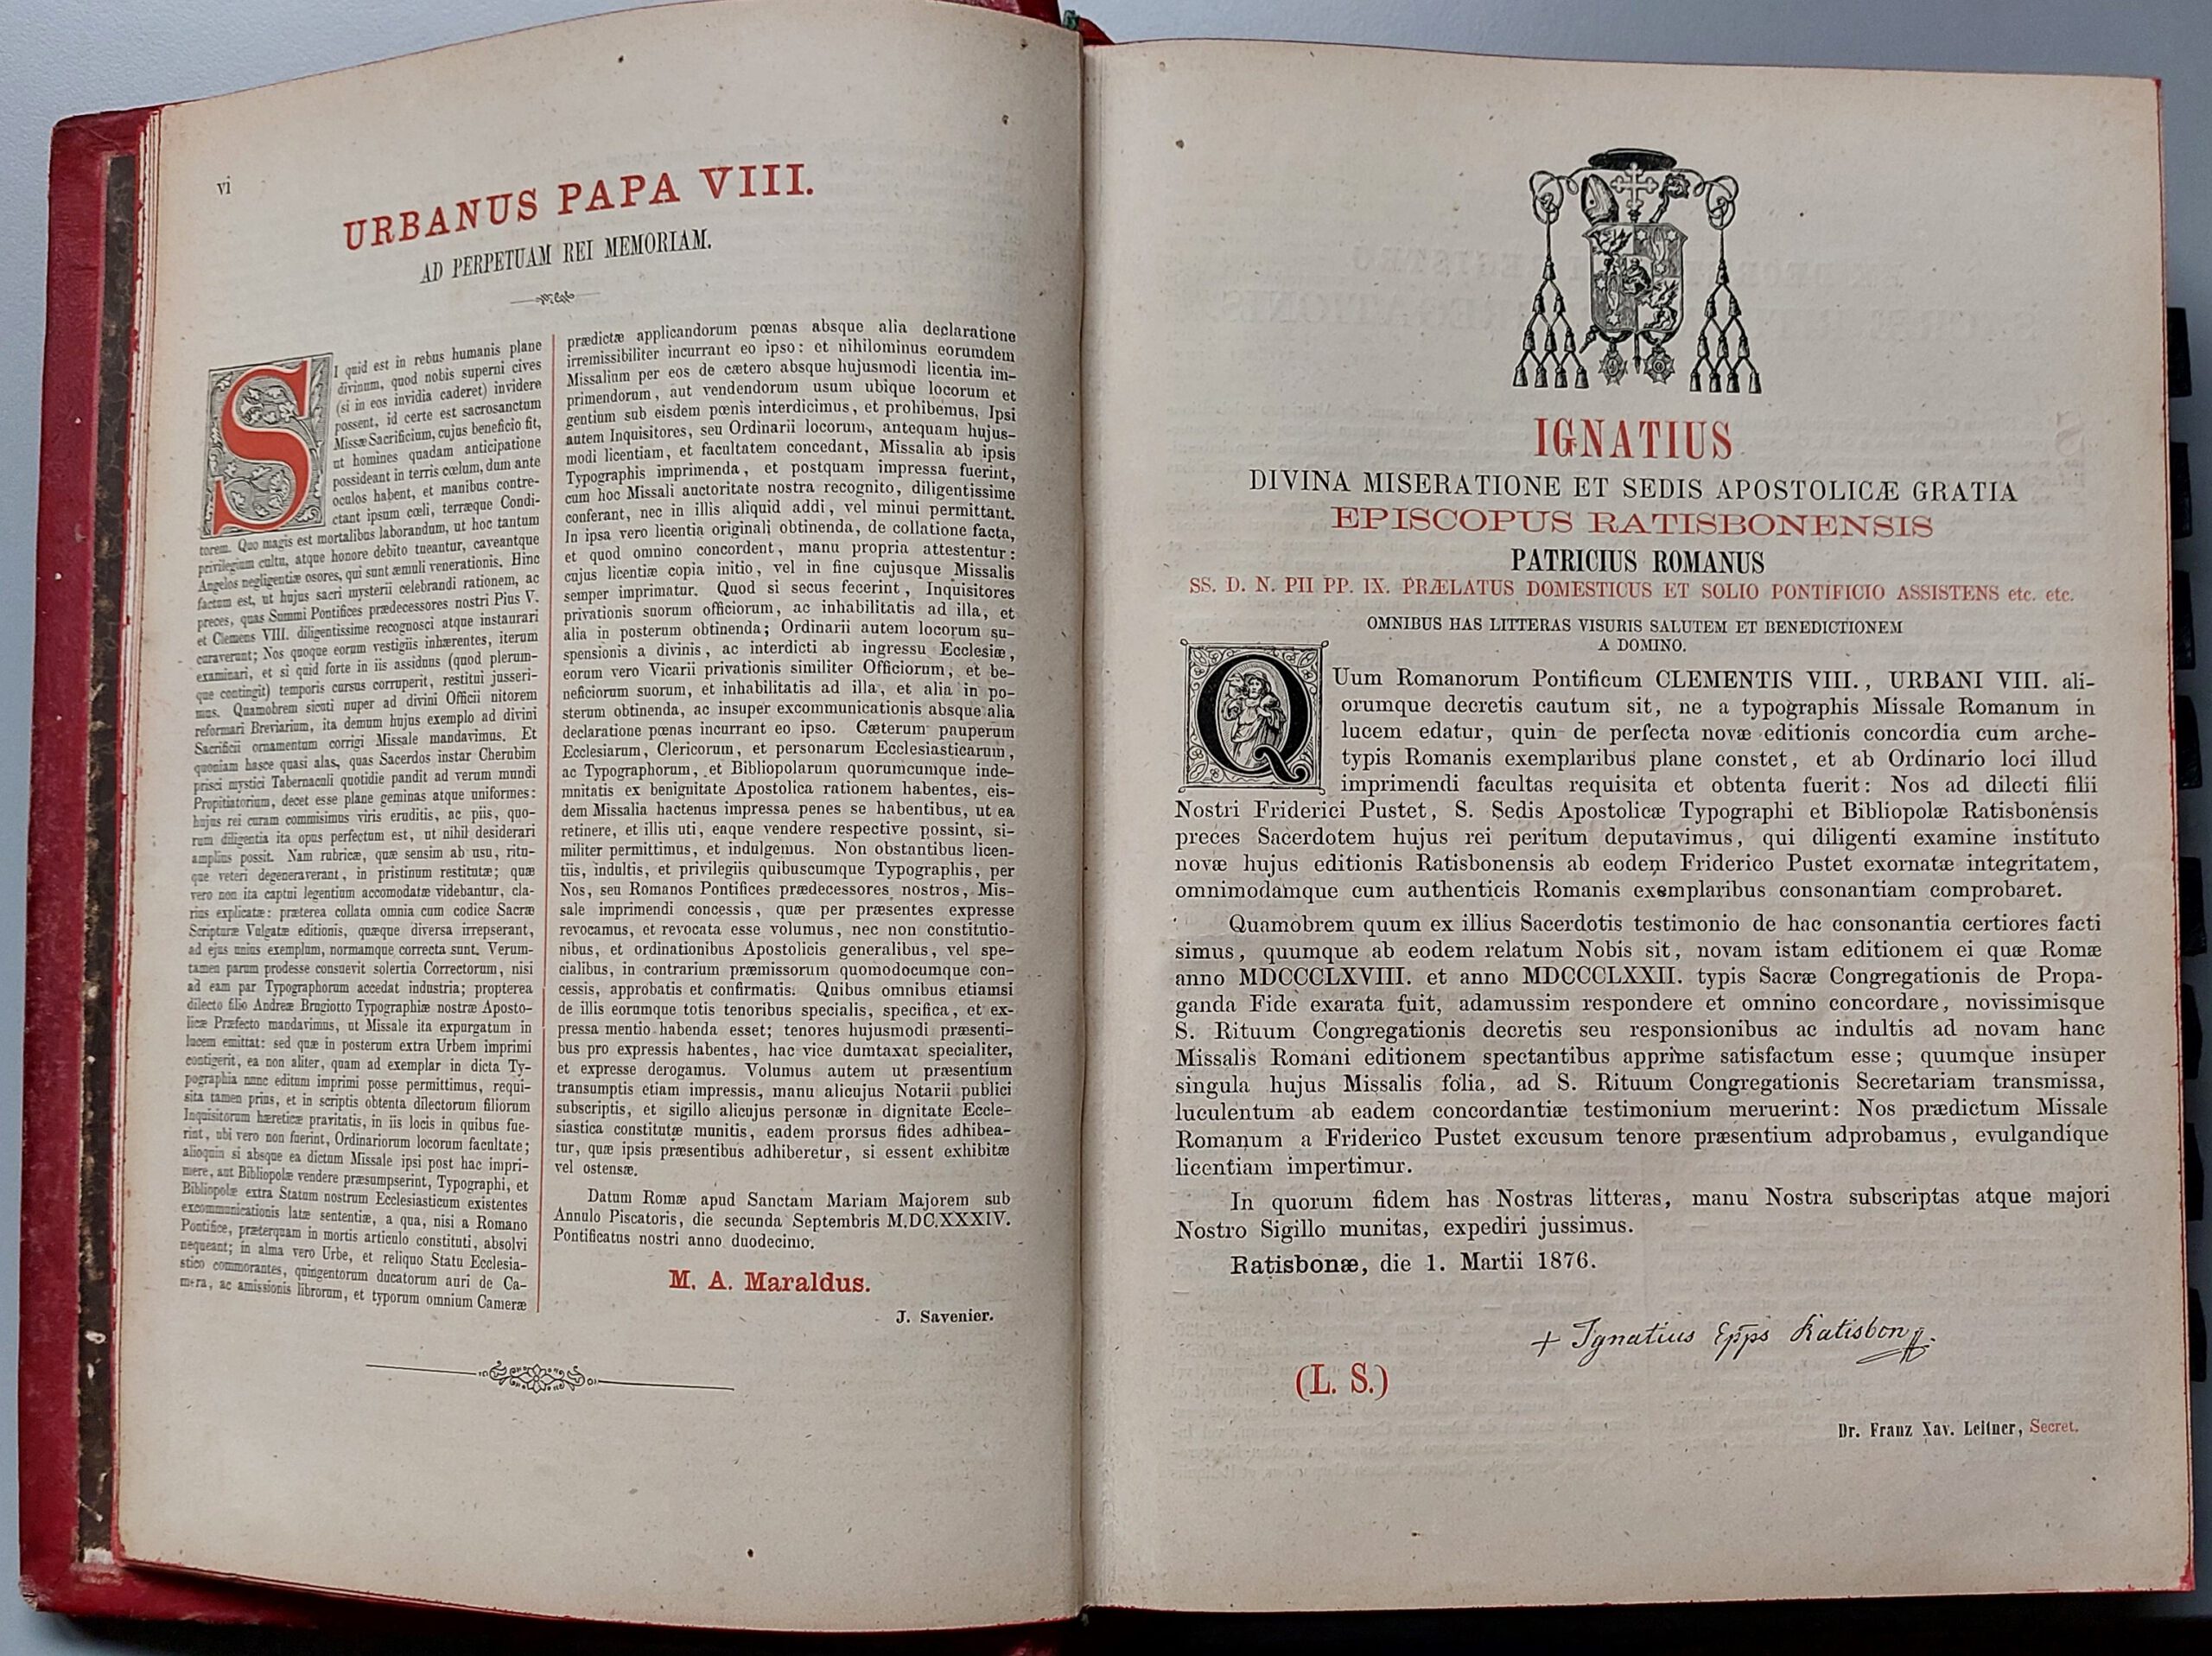 vi
URBANUS PAPA VIII.
AD PERPETUAM REI MEMORIAM.
SI quid est in rebus humanis plane
divinum, quod nobis superni cives
(si in eos invidia caderet) invidere
possent, id certe est sacrosanctum
Missæ Sacrificium, cujus beneficio fit,
ut homines quadam anticipatione
possideant in terris cœlum, dum ante
oculos habent, et manibus contre-
ctant ipsum cœli, terræque Condi-
torem. Quo magis est mortalibus laborandum, ut hoc tantum
privilegium cultu, atque honore debito tueantur, caveantque
Angelos negligentiæ osores, qui sunt æmuli venerationis. Hinc
factum est, ut hujus sacri mysterii celebrandi rationem, ac
preces, quas Summi Pontifices prædecessores nostri Pius V.
et Clemens VIII. diligentissime recognosci atque instaurari
curaverunt; Nos quoque eorum vestigiis inhærentes, iterum
examinari, et si quid forte in iis assiduus (quod plerum-
que contingit) temporis cursus corruperit, restitui jusseri-
mus. Quamobrem sicuti nuper ad divini Officii nitorem
reformari Breviarium, ita demum hujus exemplo ad divini
Sacrificii ornamentum corrigi Missale mandavimus. Et
quoniam hasce quasi alas, quas Sacerdos instar Cherubim
prisci mystici Tabernaculi quotidie pandit ad verum mundi
Propitiatorium, decet esse plane geminas atque uniformes:
hujus rei curam commisimus viris eruditis, ac piis, quo-
rum diligentia ita opus perfectum est, ut nihil desiderari
amplius possit. Nam rubricæ, quæ sensim ab usu, ritu-
que veteri degeneraverant, in pristinum restitutæ; quæ
vero non ita captui legentium accomodatæ videbantur, cla-
rius explicatæ: præterea collata omnia cum codice Sacræ
Scripturæ Vulgatæ editionis, quæque diversa irrepserant,
ad ejus unius exemplum, normamque correcta sunt. Verum-
tamen parum prodesse consuevit solertia Correctorum, nisi
ad eam par Typographorum accedat industria; propterea
dilecto filio Andreæ Brugiotto Typographiæ nostræ Aposto-
licæ Præfecto mandavimus, ut Missale ita expurgatum in
lucem emittat: sed quæ in posterum extra Urbem imprimi
contigerit, ea non aliter, quam ad exemplar in dicta Ty-
pographia nunc editum imprimi posse permittimus, requi-
sita tamen prius, et in scriptis obtenta dilectorum filiorum
Inquisitorum hæreticæ pravitatis, in iis locis in quibus fue-
rint, ubi vero non fuerint, Ordinariorum locorum facultate;
alioquin si absque ea dictum Missale ipsi post hac impri-
mere, aut Bibliopolæ vendere præsumpserint, Typographi, et
Bibliopolæ extra Statum nostrum Ecclesiasticum existentes
excommunicationis latæ sententiæ, a qua, nisi a Romano
Pontifice, præterquam in mortis articulo constituti, absolvi
nequeant; in alma vero Urbe, et reliquo Statu Ecclesia-
stico commorantes, quingentorum ducatorum auri de Ca-
mera, ac amissionis librorum, et typorum omnium Cameræ
prædictæ applicandorum pœnas absque alia declaratione
irremissibiliter incurrant eo ipso: et nihilominus eorumdem
Missalium per eos de cætero absque hujusmodi licentia im-
primendorum, aut vendendorum usum ubique locorum et
gentium sub eisdem pœnis interdicimus, et prohibemus. Ipsi
autem Inquisitores, seu Ordinarii locorum, antequam hujus-
modi licentiam, et facultatem concedant, Missalia ab ipsis
Typographis imprimenda, et postquam impressa fuerint,
cum hoc Missali auctoritate nostra recognito, diligentissime
conferant, nec in illis aliquid addi, vel minui permittant.
In ipsa vero licentia originali obtinenda, de collatione facta,
et quod omnino concordent, manu propria attestentur:
cujus licentiæ copia initio, vel in fine cujusque Missalis
semper imprimatur. Quod si secus fecerint, Inquisitores
privationis suorum officiorum, ac inhabilitatis ad illa, et
alia in posterum obtinenda; Ordinarii autem locorum su-
spensionis a divinis, ac interdicti ab ingressu Ecclesiæ,
eorum vero Vicarii privationis similiter Officiorum, et be-
neficiorum suorum, et inhabilitatis ad illa, et alia in po-
sterum obtinenda, ac insuper excommunicationis absque alia
declaratione pœnas incurrant eo ipso. Cæterum pauperum
Ecclesiarum, Clericorum, et personarum Ecclesiasticarum,
ac Typographorum, et Bibliopolarum quorumcumque inde-
mnitatis ex benignitate Apostolica rationem habentes, eis-
dem Missalia hactenus impressa penes se habentibus, ut ea
retinere, et illis uti, eaque vendere respective possint, si-
militer permittimus, et indulgemus. Non obstantibus licen-
tiis, indultis, et privilegiis quibuscumque Typographis, per
Nos, seu Romanos Pontifices prædecessores nostros, Mis-
sale imprimendi concessis, quæ per præsentes expresse
revocamus, et revocata esse volumus, nec non constitutio-
nibus, et ordinationibus Apostolicis generalibus, vel spe-
cialibus, in contrarium præmissorum quomodocumque con-
cessis, approbatis et confirmatis. Quibus omnibus etiamsi
de illis eorumque totis tenoribus specialis, specifica, et ex-
pressa mentio habenda esset; tenores hujusmodi præsenti-
bus pro expressis habentes, hac vice dumtaxat specialiter,
et expresse derogamus. Volumus autem ut præsentium
transumptis etiam impressis, manu alicujus Notarii publici
subscriptis, et sigillo alicujus personæ in dignitate Eccle-
siastica constitutæ munitis, eadem prorsus fides adhibea-
tur, quæ ipsis præsentibus adhiberetur, si essent exhibitæ
vel ostensæ.
Datum Romæ apud Sanctam Mariam Majorem sub
Annulo Piscatoris, die secunda Septembris M.DC.XXXIV.
Pontificatus nostri anno duodecimo.
M. A. Maraldus.
J. Savenier.
IGNATIUS
DIVINA MISERATIONE ET SEDIS APOSTOLICÆ GRATIA
EPISCOPUS RATISBONENSIS
PATRICIUS ROMANUS
SS. D. N. PII PP. IX. PRÆLATUS DOMESTICUS ET SOLIO PONTIFICIO ASSISTENS etc. etc.
OMNIBUS HAS LITTERAS VISURIS SALUTEM ET BENEDICTIONEM
A DOMINO.
QUum Romanorum Pontificum CLEMENTIS VIII., URBANI VIII. ali-
orumque decretis cautum sit, ne a typographis Missale Romanum in
lucem edatur, quin de perfecta novæ editionis concordia cum arche-
typis Romanis exemplaribus plane constet, et ab Ordinario loci illud
imprimendi facultas requisita et obtenta fuerit: Nos ad dilecti filii
Nostri Friderici Pustet, S. Sedis Apostolicæ Typographi et Bibliopolæ Ratisbonensis
preces Sacerdotem hujus rei peritum deputavimus, qui diligenti examine instituto
novæ hujus editionis Ratisbonensis ab eodem Friderico Pustet exornatæ integritatem,
omnimodamque cum authenticis Romanis exemplaribus consonantiam comprobaret.
Quamobrem quum ex illius Sacerdotis testimonio de hac consonantia certiores facti
simus, quumque ab eodem relatum Nobis sit, novam istam editionem ei quæ Romæ
anno MDCCCLXVIII. et anno MDCCCLXXII. typis Sacræ Congregationis de Propa-
ganda Fide exarata fuit, adamussim respondere et omnino concordare, novissimisque
S. Rituum Congregationis decretis seu responsionibus ac indultis ad novam hanc
Missalis Romani editionem spectantibus apprime satisfactum esse; quumque insuper
singula hujus Missalis folia, ad S. Rituum Congregationis Secretariam transmissa,
luculentum ab eadem concordantiæ testimonium meruerint: Nos prædictum Missale
Romanum a Friderico Pustet excusum tenore præsentium adprobamus, evulgandique
licentiam impertimur.
In quorum fidem has Nostras litteras, manu Nostra subscriptas atque majori
Nostro Sigillo munitas, expediri jussimus.
Ratisbonæ, die 1. Martii 1876.
+ Ignatius Epps Ratisbon
(L. S.)
Dr. Franz Xav. Leitner, Secret.